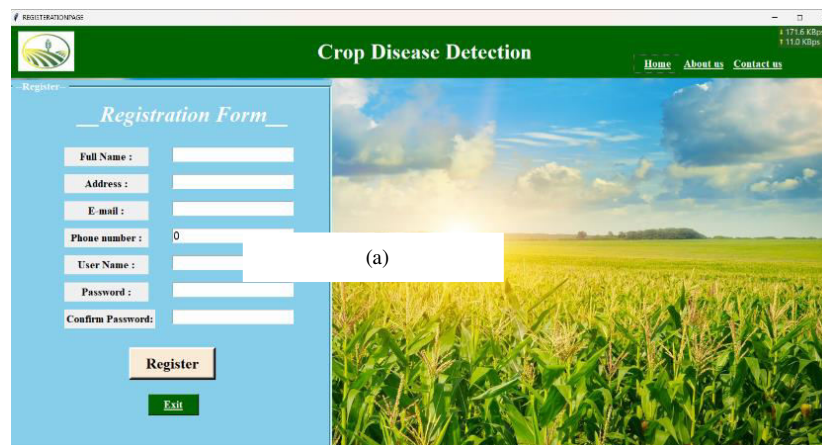 REGISTERATIONPAGE
171.6 KBps
11.0 KBps
Crop Disease Detection
Home About us Contact us
--Register--
__Registration Form__
Full Name :
Address :
E-mail :
Phone number : 0
(a)
User Name :
Password :
Confirm Password:
Register
Exit